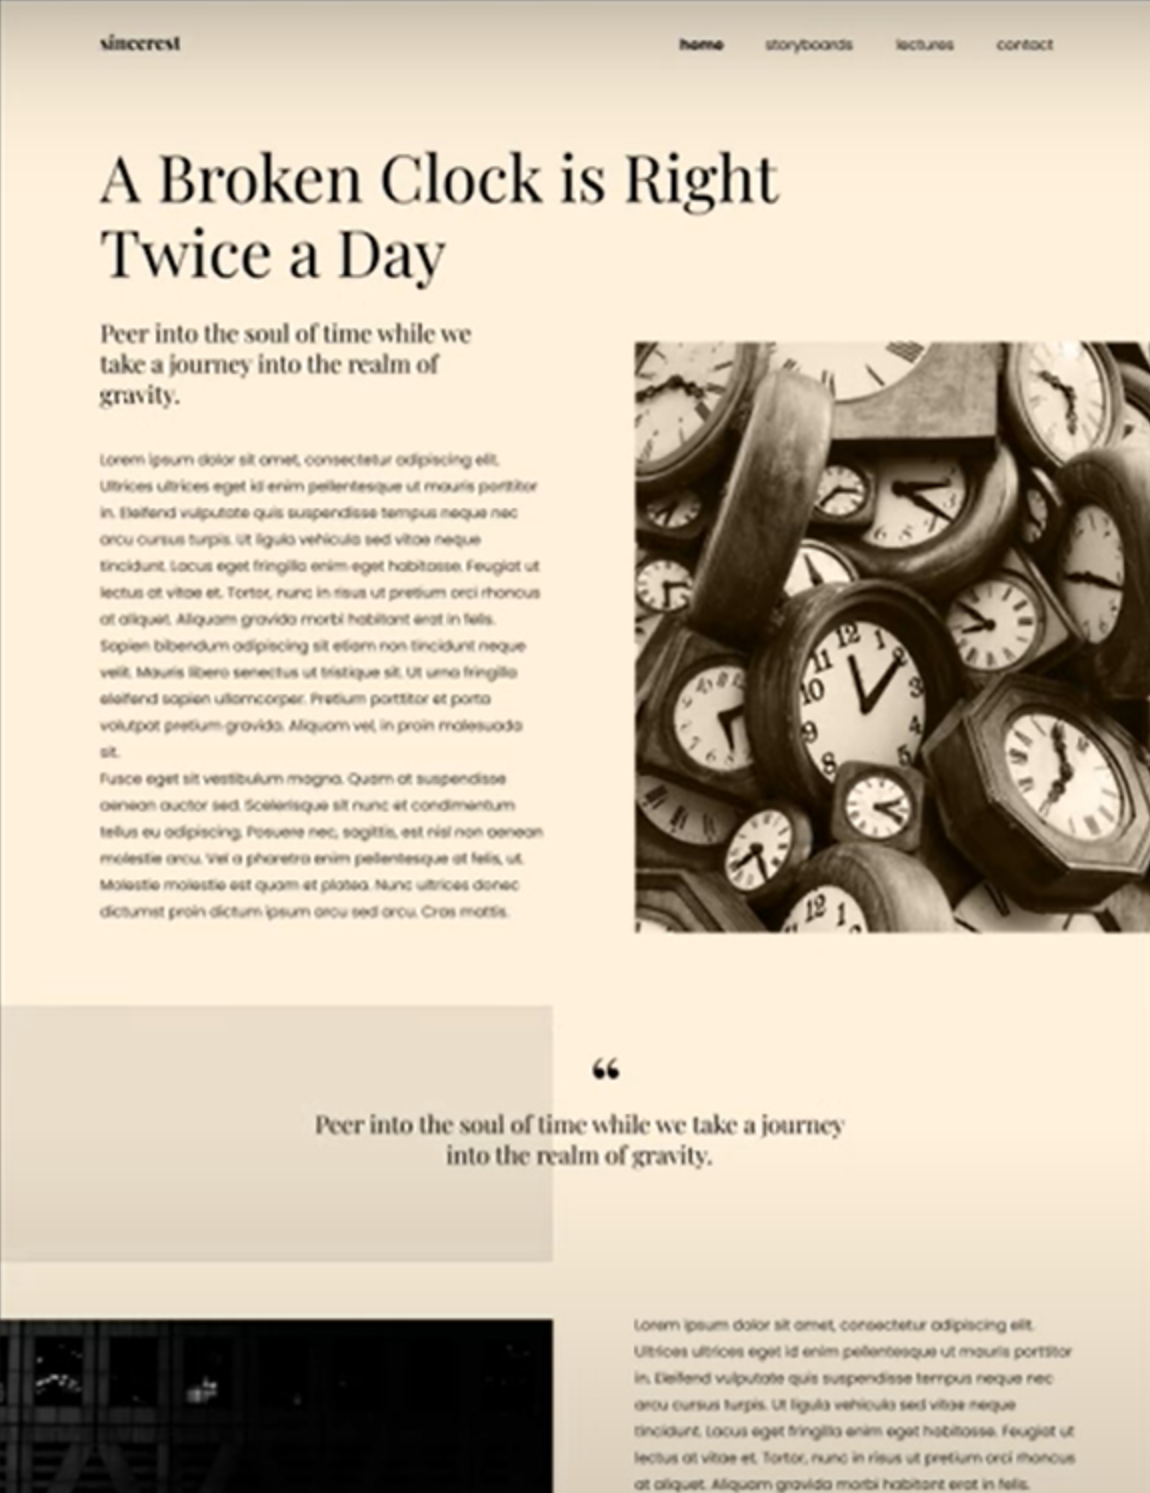 sincerest
home storyboards lectures contact
A Broken Clock is Right
Twice a Day
Peer into the soul of time while we
take a journey into the realm of
gravity.
Lorem ipsum dolor sit amet, consectetur adipiscing elit.
Ultrices ultrices eget id enim pellentesque ut mauris porttitor
in. Eleifend vulputate quis suspendisse tempus neque nec
arcu cursus turpis. Ut ligula vehicula sed vitae neque
tincidunt. Lacus eget fringilla enim eget habitasse. Feugiat ut
lectus at vitae et. Tortor, nunc in risus ut pretium orci rhoncus
at aliquet. Aliquam gravida morbi habitant erat in felis.
Sapien bibendum adipiscing sit etiam non tincidunt neque
velit. Mauris libero senectus ut tristique sit. Ut urna fringilla
eleifend sapien ullamcorper. Pretium porttitor et porta
volutpat pretium gravida. Aliquam vel, in proin malesuada
sit.
Fusce eget sit vestibulum magna. Quam at suspendisse
aenean auctor sed. Scelerisque sit nunc et condimentum
tellus eu adipiscing. Posuere nec, sagittis, est nisl non aenean
molestie arcu. Vel a pharetra enim pellentesque at felis, ut.
Molestie molestie est quam et platea. Nunc ultrices donec
dictumst proin dictum ipsum arcu sed arcu. Cras mattis.
12 1
11 2
10 3
9
8 5
12 1
“
Peer into the soul of time while we take a journey
into the realm of gravity.
Lorem ipsum dolor sit amet, consectetur adipiscing elit.
Ultrices ultrices eget id enim pellentesque ut mauris porttitor
in. Eleifend vulputate quis suspendisse tempus neque nec
arcu cursus turpis. Ut ligula vehicula sed vitae neque
tincidunt. Lacus eget fringilla enim eget habitasse. Feugiat ut
lectus at vitae et. Tortor, nunc in risus ut pretium orci rhoncus
at aliquet. Aliquam gravida morbi habitant erat in felis.